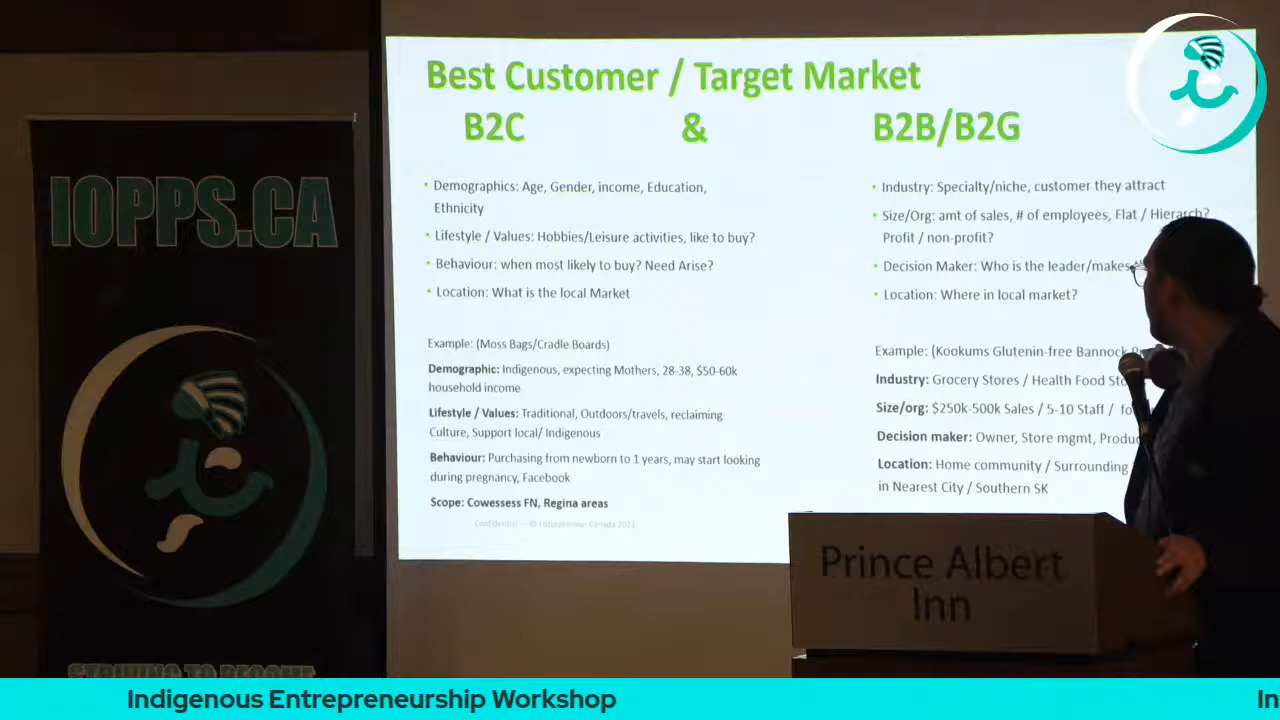 IOPPS.CA
STRIVING TO BECOME
Best Customer / Target Market
B2C & B2B/B2G
• Demographics: Age, Gender, income, Education,
Ethnicity
• Lifestyle / Values: Hobbies/Leisure activities, like to buy?
• Behaviour: when most likely to buy? Need Arise?
• Location: What is the local Market
Example: (Moss Bags/Cradle Boards)
Demographic: Indigenous, expecting Mothers, 28-38, $50-60k
household income
Lifestyle / Values: Traditional, Outdoors/travels, reclaiming
Culture, Support local/ Indigenous
Behaviour: Purchasing from newborn to 1 years, may start looking
during pregnancy, Facebook
Scope: Cowessess FN, Regina areas
Confidential — © Futurpreneur Canada 2021
• Industry: Specialty/niche, customer they attract
• Size/Org: amt of sales, # of employees, Flat / Hierarch?
Profit / non-profit?
• Decision Maker: Who is the leader/makes
• Location: Where in local market?
Example: (Kookums Glutenin-free Bannock
Industry: Grocery Stores / Health Food
Size/org: $250k-500k Sales / 5-10 Staff /
Decision maker: Owner, Store mgmt,
Location: Home community / Surrounding
in Nearest City / Southern SK
Prince Albert
Inn
Indigenous Entrepreneurship Workshop
In